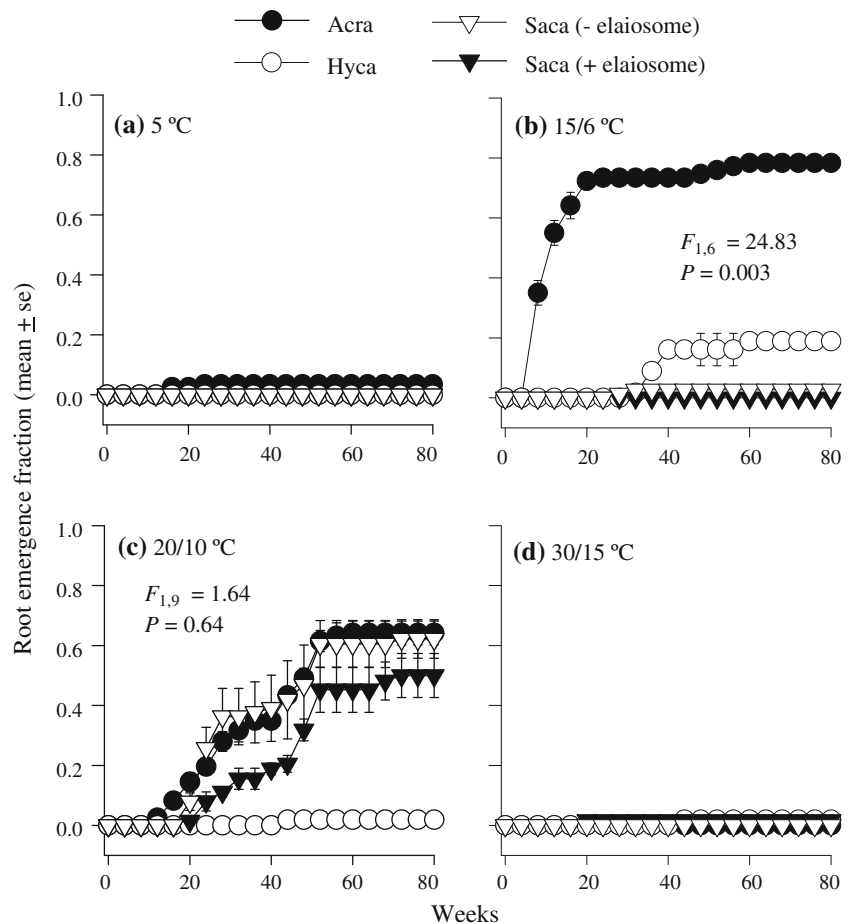 Acra
Hyca
Saca (- elaiosome)
Saca (+ elaiosome)
Root emergence fraction (mean ± se)
(a) 5 ºC
1.0
0.8
0.6
0.4
0.2
0.0
0 20 40 60 80
(b) 15/6 ºC
F1,6 = 24.83
P = 0.003
0 20 40 60 80
(c) 20/10 ºC
F1,9 = 1.64
P = 0.64
1.0
0.8
0.6
0.4
0.2
0.0
0 20 40 60 80
(d) 30/15 ºC
0 20 40 60 80
Weeks